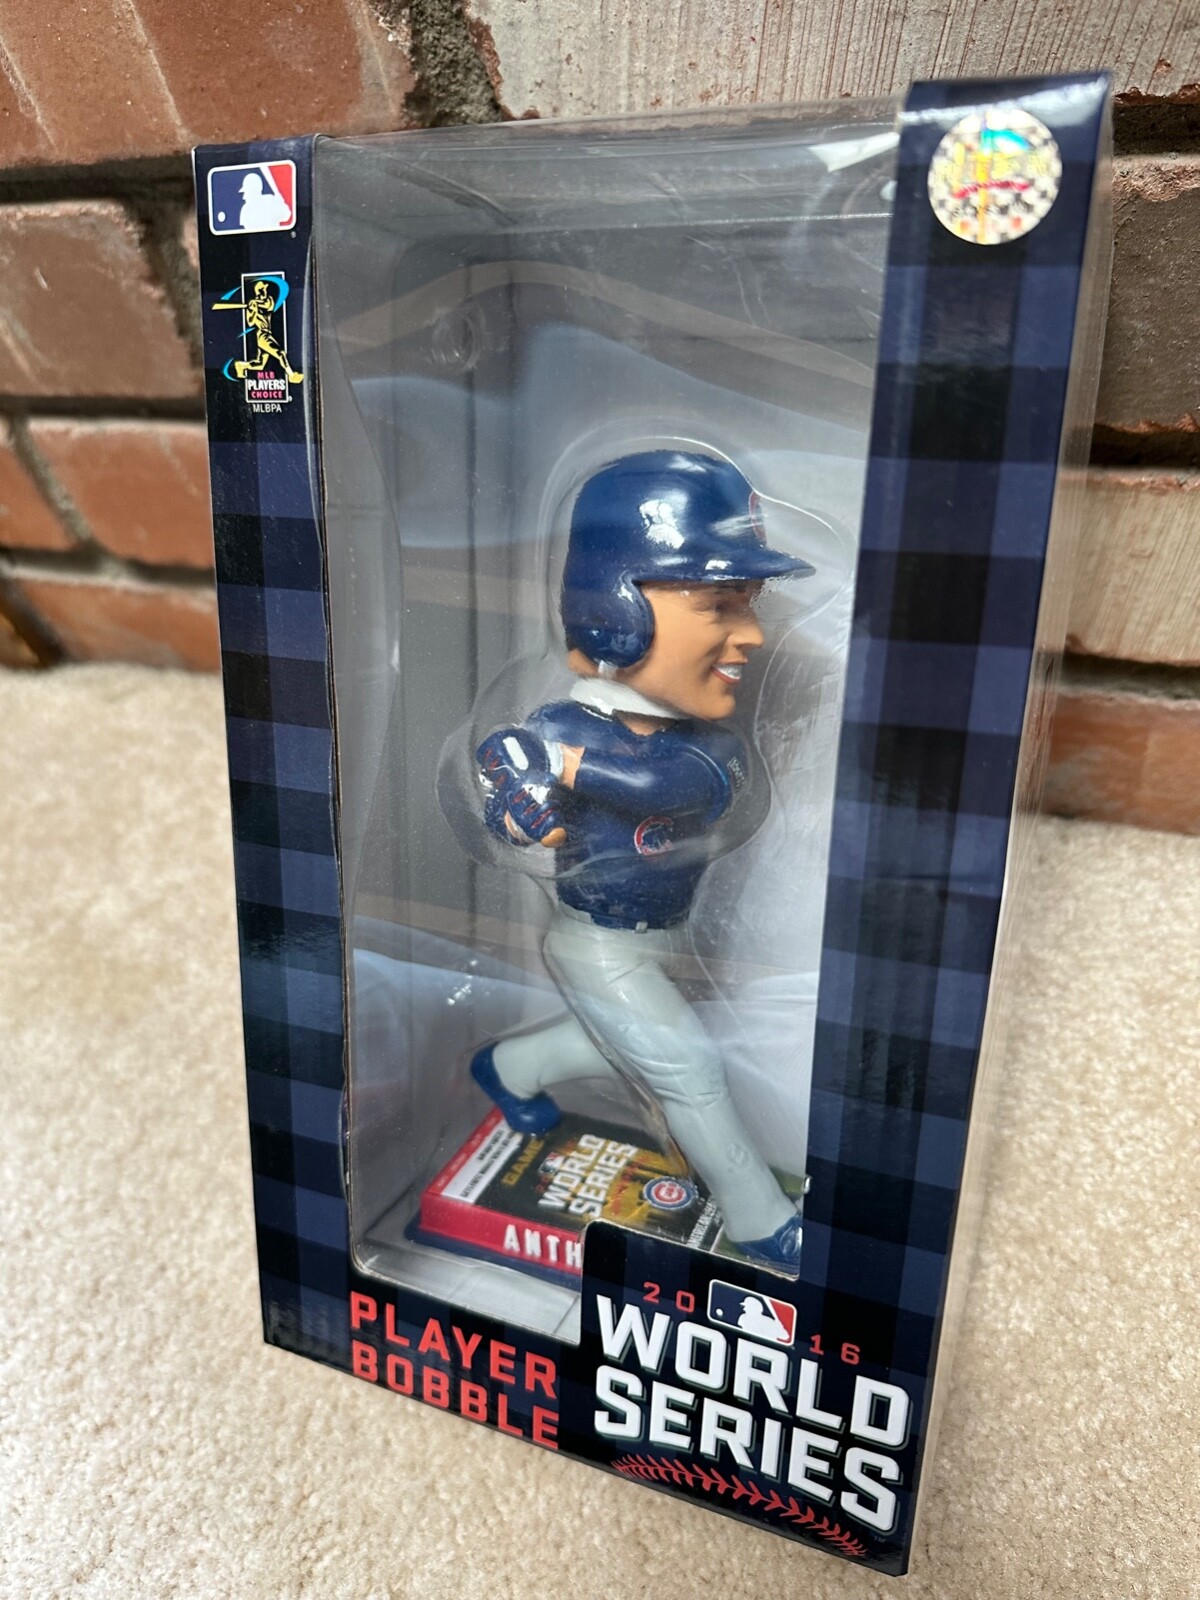 MLB
PLAYERS
CHOICE
MLBPA
GAME
WORLD
SERIES
ANTH
PLAYER
BOBBLE
20 16
WORLD
SERIES